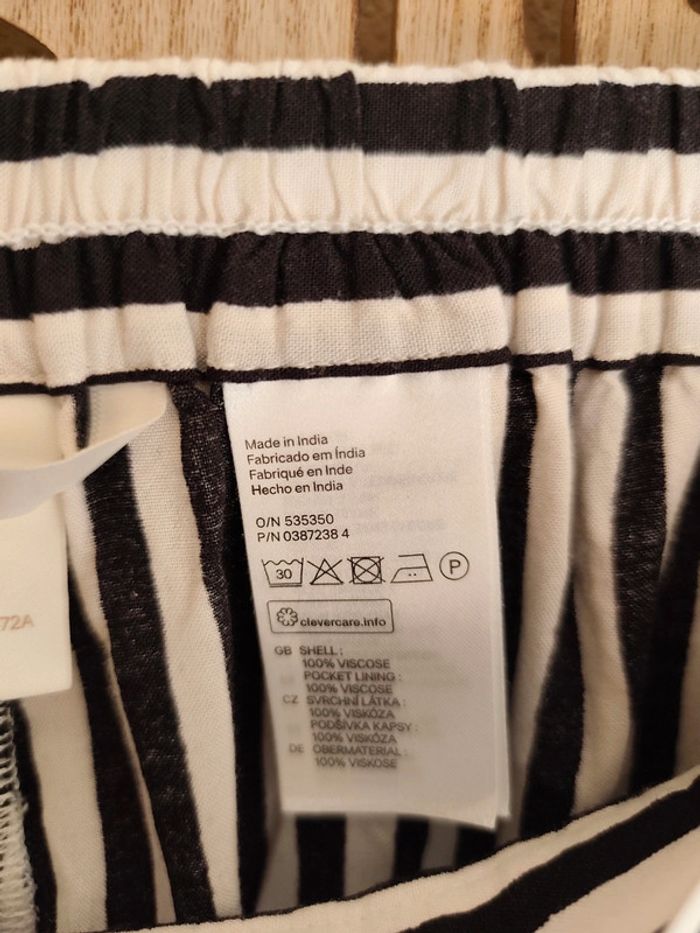 Made in India
Fabricado em Índia
Fabriqué en Inde
Hecho en India
O/N 535350
P/N 0387238 4
30
P
clevercare.info
GB SHELL:
100% VISCOSE
POCKET LINING:
100% VISCOSE
CZ SVRCHNÍ LÁTKA:
100% VISKÓZA
PODŠÍVKA KAPSY:
100% VISKÓZA
DE OBERMATERIAL:
100% VISKOSE
72A